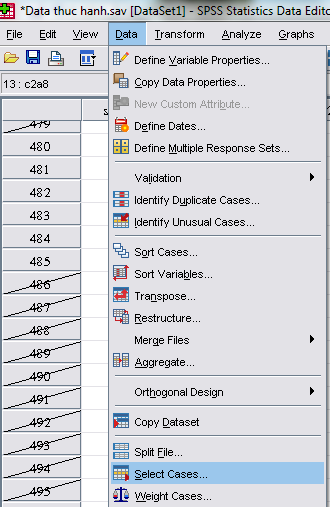 *Data thuc hanh.sav [DataSet1] - SPSS Statistics Data Edito
File Edit View Data Transform Analyze Graphs
13 : c2a8
479
480
481
482
483
484
485
486
487
488
489
490
491
492
493
494
495
Define Variable Properties...
Copy Data Properties...
New Custom Attribute...
Define Dates...
Define Multiple Response Sets...
Validation
Identify Duplicate Cases...
Identify Unusual Cases...
Sort Cases...
Sort Variables...
Transpose...
Restructure...
Merge Files
Aggregate...
Orthogonal Design
Copy Dataset
Split File...
Select Cases...
Weight Cases...